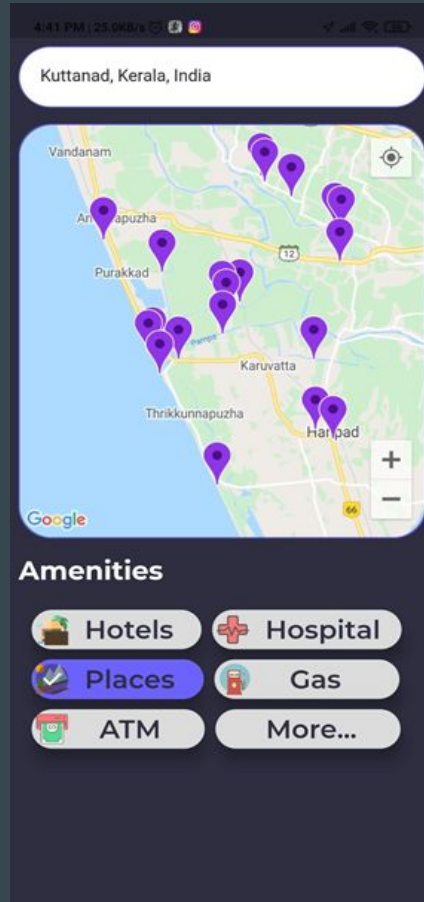 4:41 PM | 25.0KB/s
Kuttanad, Kerala, India
Vandanam
Purakkad
12
Pampa
Karuvatta
Thrikkunnapuzha
Google
66
Amenities
Hotels
Hospital
Places
Gas
ATM
More...